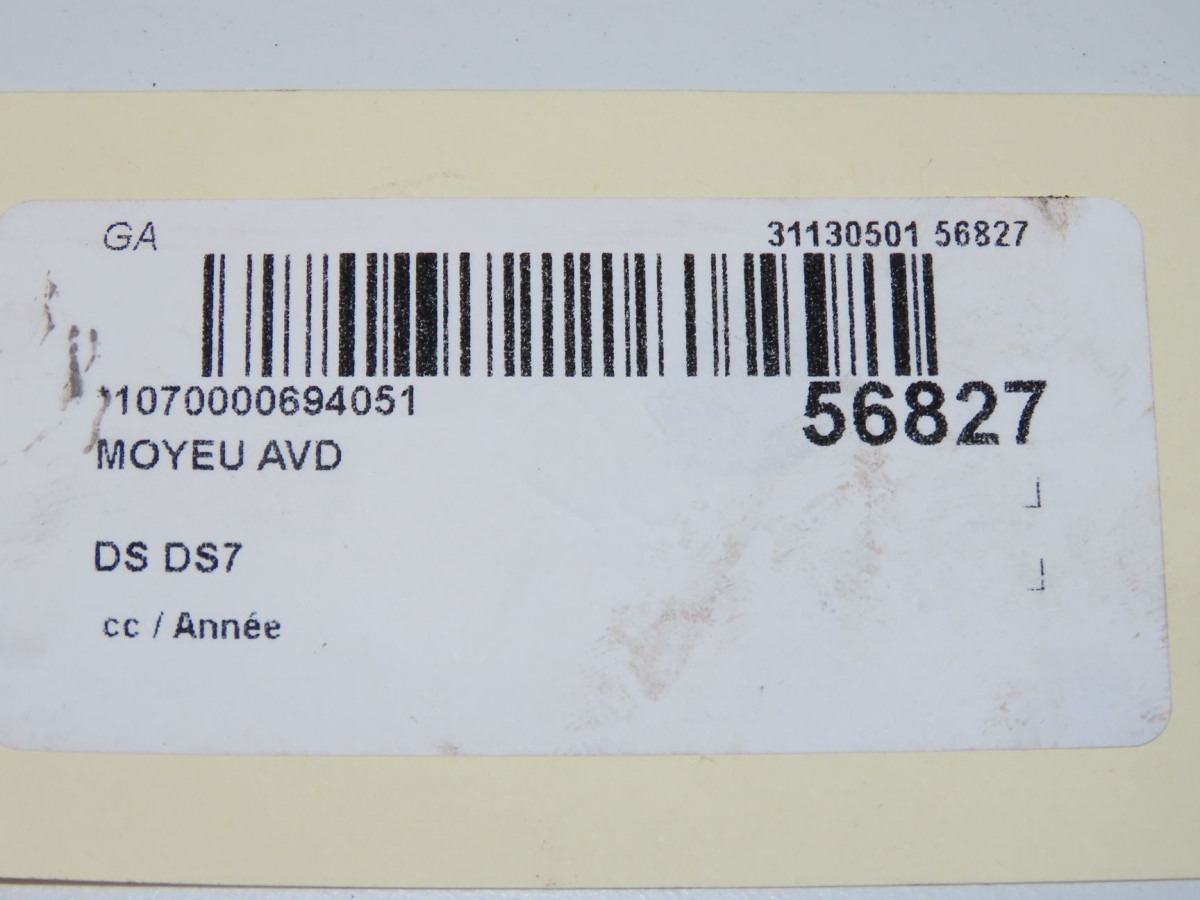 GA
31130501 56827
*1070000694051
56827
MOYEU AVD
DS DS7
cc / Année